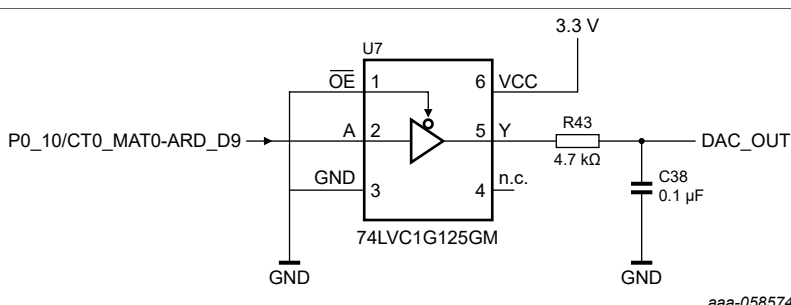 3.3 V
U7
OE 1 6 VCC
P0_10/CT0_MAT0-ARD_D9 A 2 5 Y R43 DAC_OUT
4.7 kΩ
GND 3 4 n.c. C38
0.1 µF
74LVC1G125GM
GND GND
aaa-058574